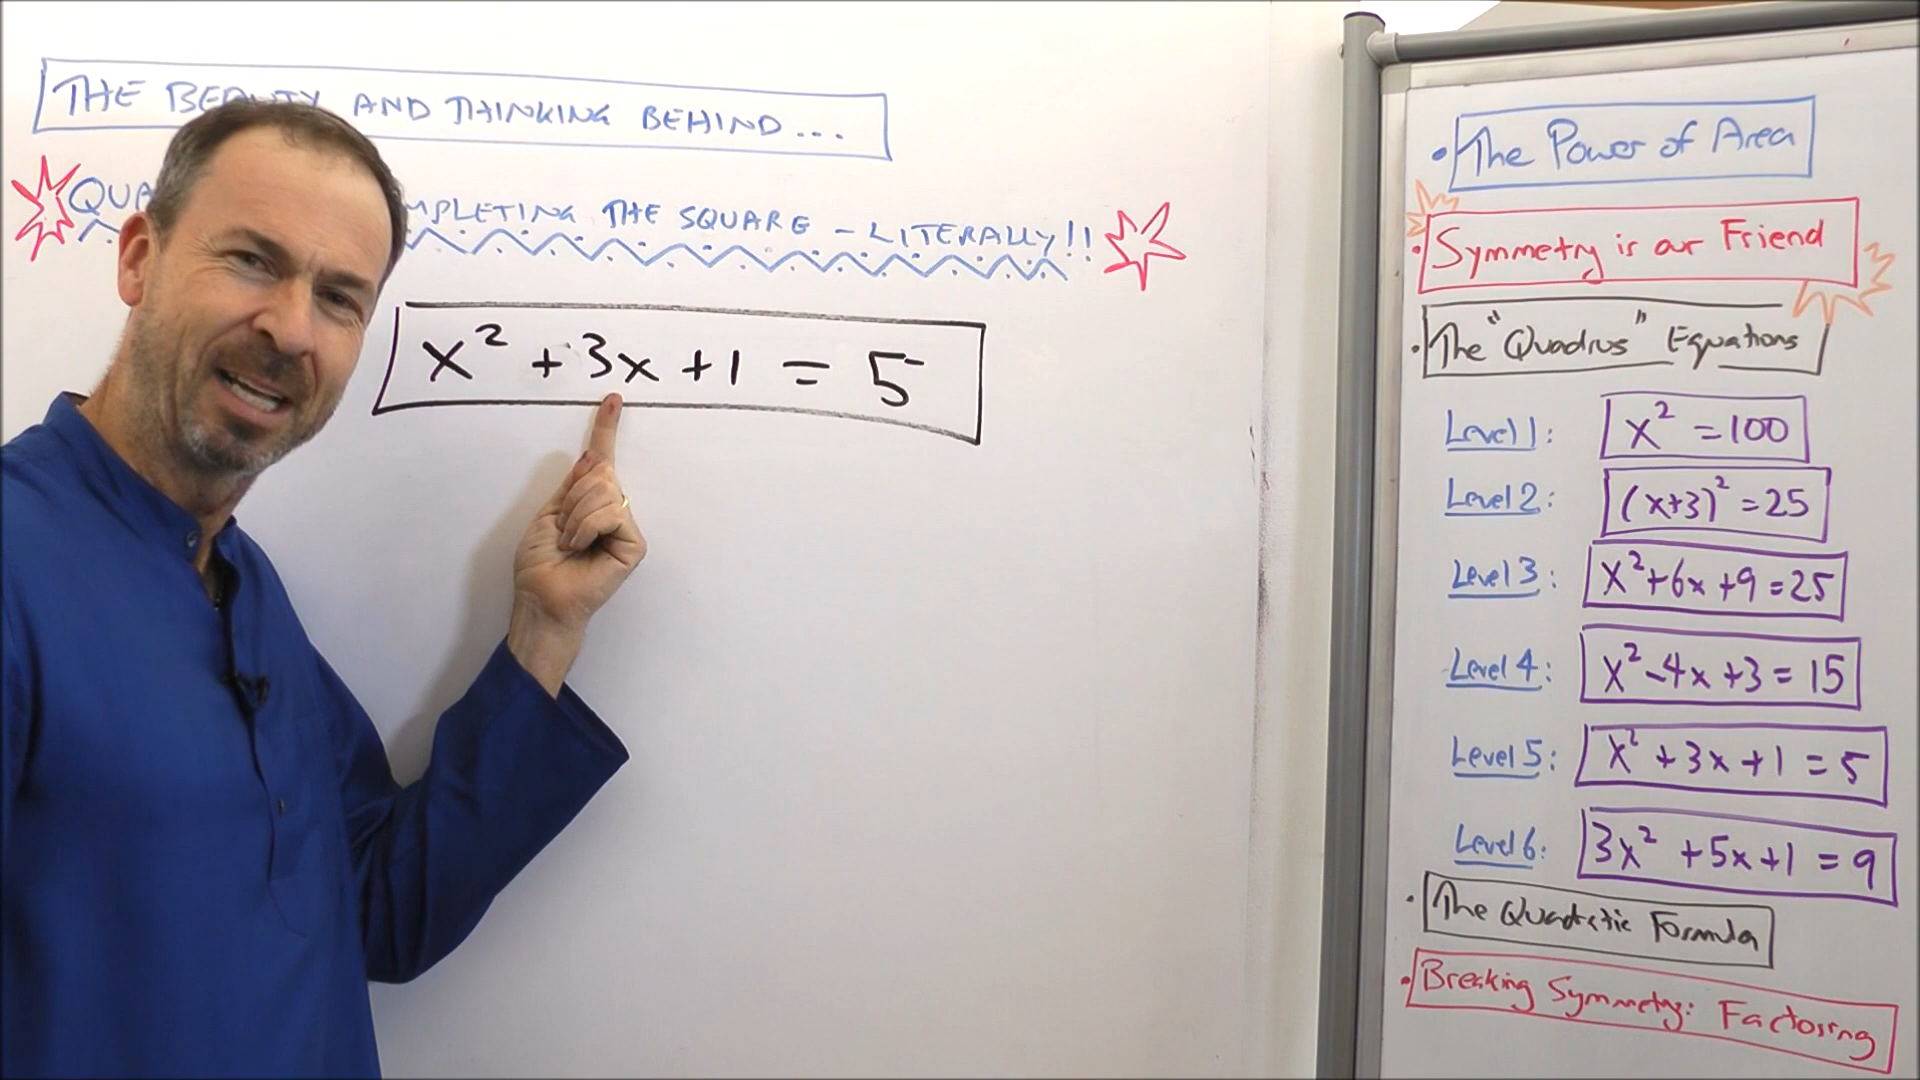 THE BEAUTY AND THINKING BEHIND...
COMPLETING THE SQUARE - LITERALLY!!
x² + 3x + 1 = 5
• The Power of Area
• Symmetry is our Friend
• The "Quadrus" Equations
Level 1: x² = 100
Level 2: (x+3)² = 25
Level 3: x² + 6x + 9 = 25
Level 4: x² - 4x + 3 = 15
Level 5: x² + 3x + 1 = 5
Level 6: 3x² + 5x + 1 = 9
• The Quadratic Formula
• Breaking Symmetry: Factoring